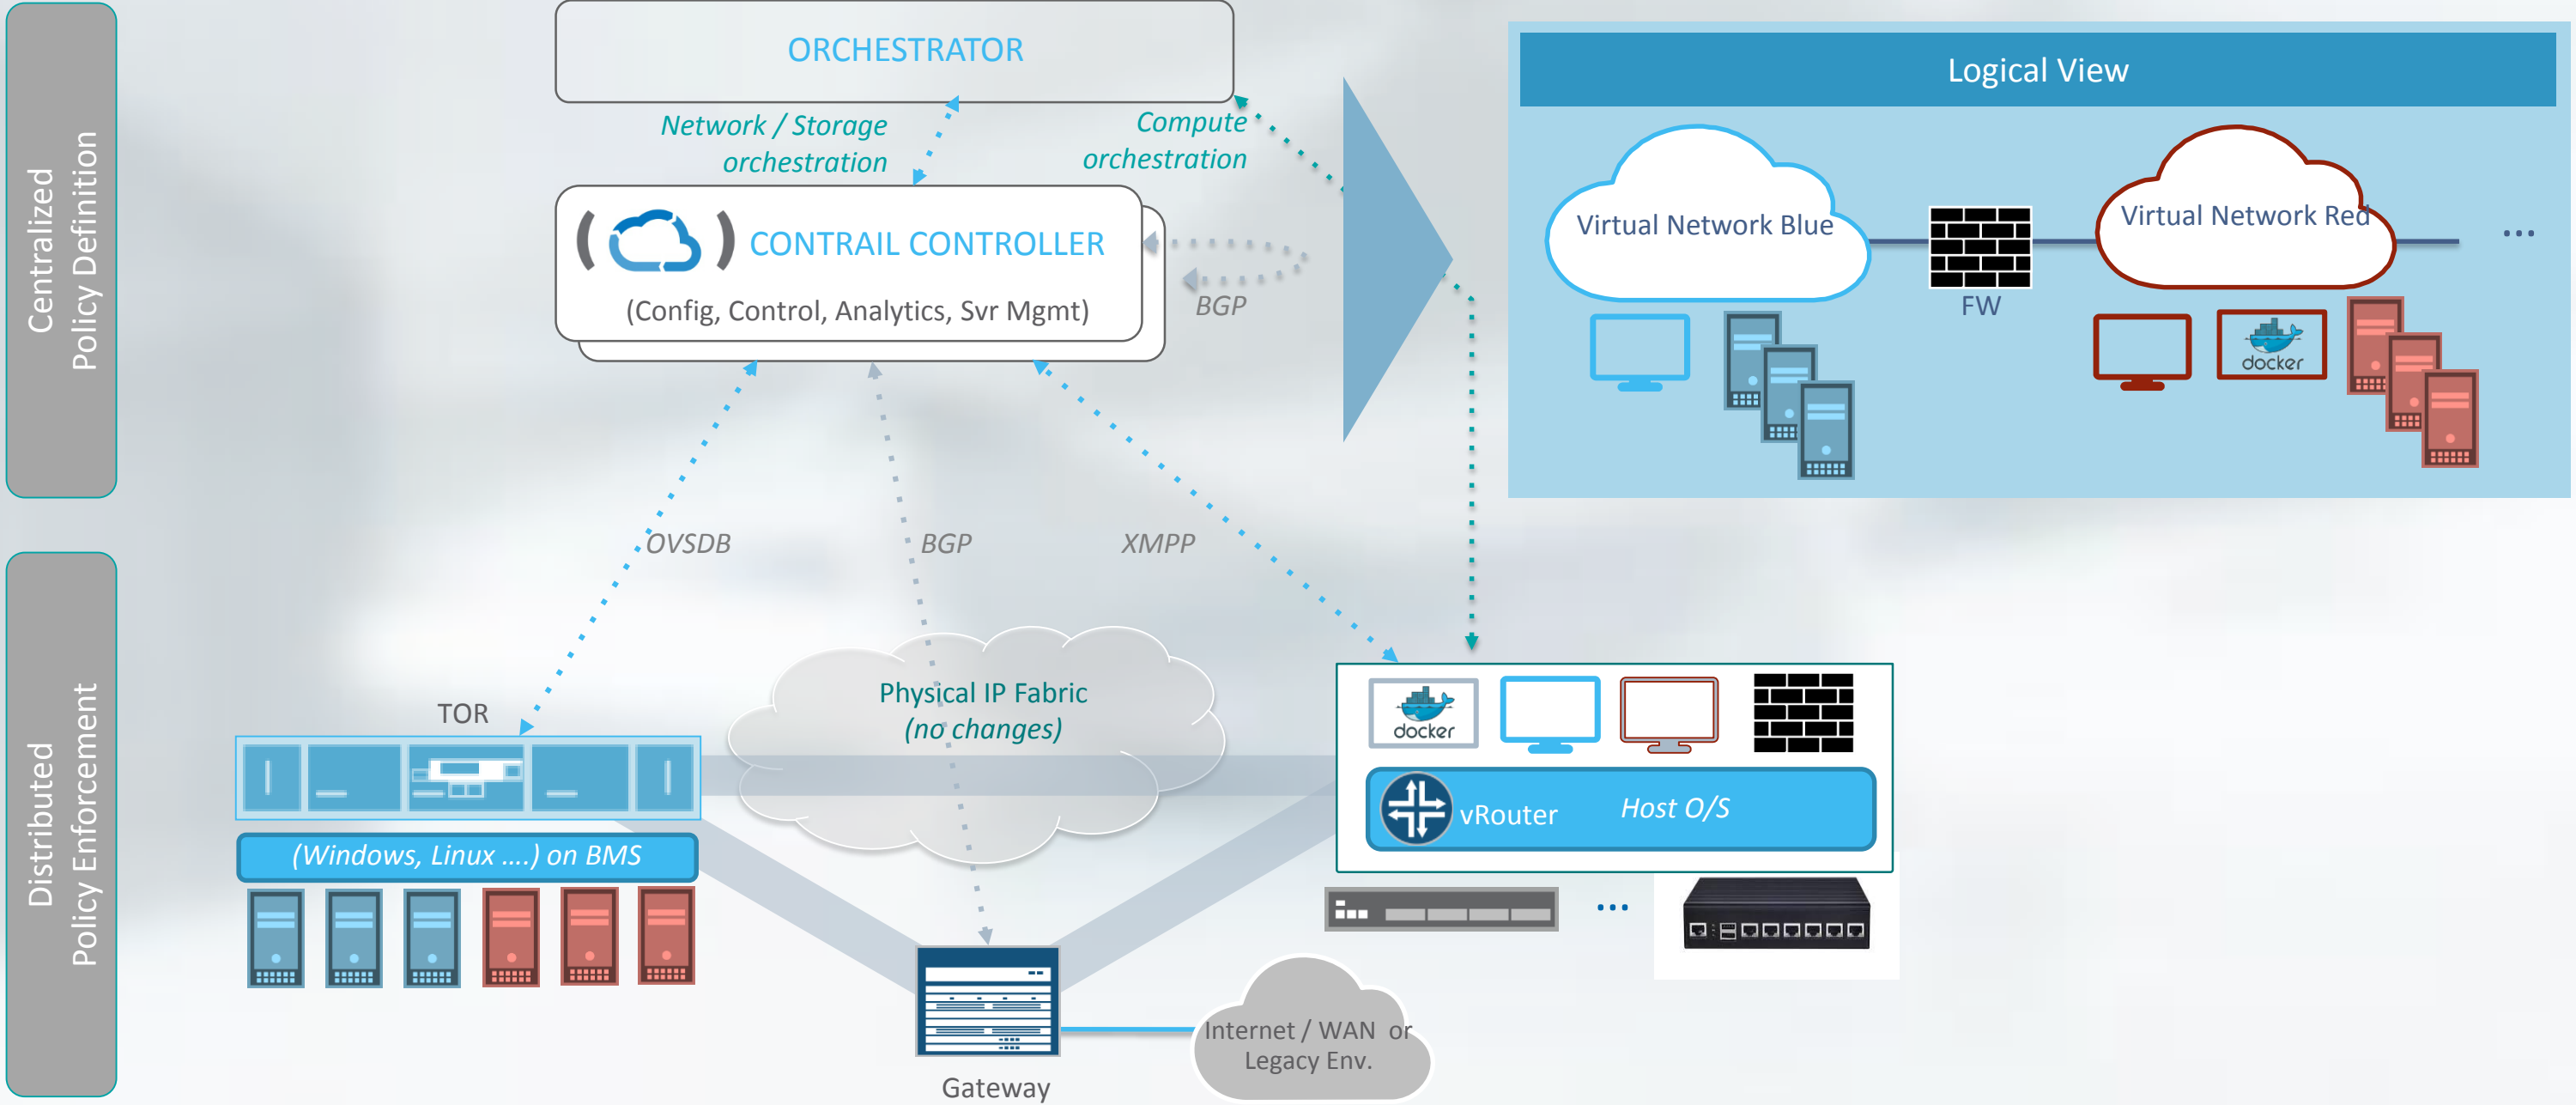 Centralized
Policy Definition
Distributed
Policy Enforcement
ORCHESTRATOR
Network / Storage
orchestration
Compute
orchestration
CONTRAIL CONTROLLER
(Config, Control, Analytics, Svr Mgmt)
BGP
OVSDB
BGP
XMPP
Logical View
Virtual Network Blue
FW
Virtual Network Red
...
docker
TOR
(Windows, Linux ....) on BMS
Physical IP Fabric
(no changes)
docker
vRouter
Host O/S
...
Gateway
Internet / WAN or
Legacy Env.